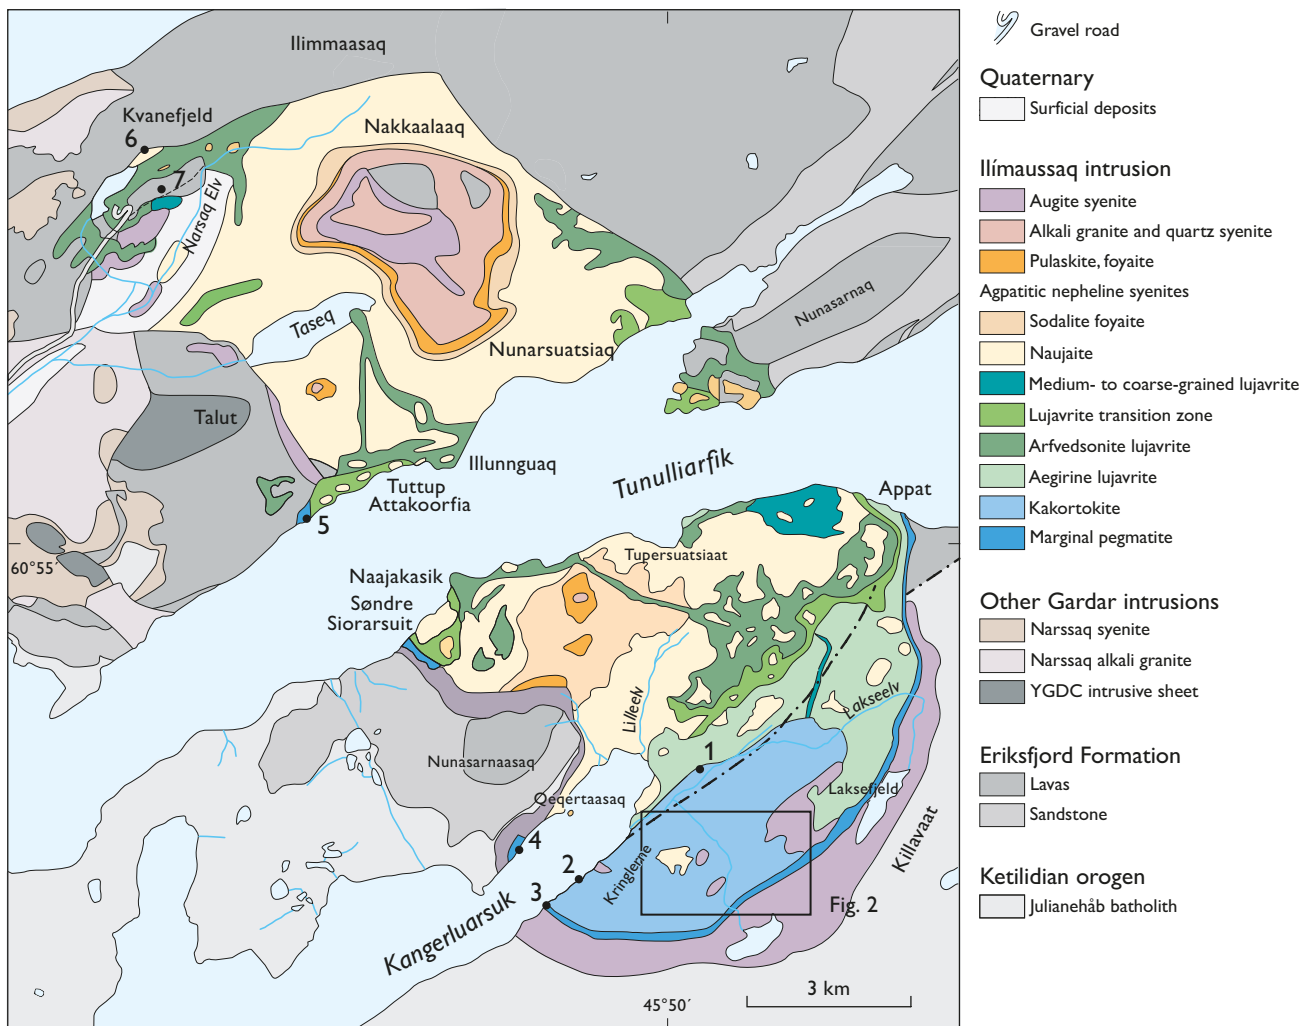 Ilimmaasaq
Kvanefjeld
6
Nakkaalaaq
7
Narsaq Elv
Nunasarnaq
Taseq
Nunarsuatsiaq
Talut
Illunnguaq
Tuttup
Attakoorfia
5
Tunulliarfik
Appat
Tupersuatsiaat
60°55´
Naajakasik
Søndre
Siorarsuit
Lilleelv
Lakseelv
1
Nunasarnaasaq
Qeqertaasaq
Laksefjeld
4
2
Kringlerne
Killavaat
3
Fig. 2
Kangerluarsuk
45°50´
3 km
Gravel road
Quaternary
Surficial deposits
Ilímaussaq intrusion
Augite syenite
Alkali granite and quartz syenite
Pulaskite, foyaite
Agpaitic nepheline syenites
Sodalite foyaite
Naujaite
Medium- to coarse-grained lujavrite
Lujavrite transition zone
Arfvedsonite lujavrite
Aegirine lujavrite
Kakortokite
Marginal pegmatite
Other Gardar intrusions
Narssaq syenite
Narssaq alkali granite
YGDC intrusive sheet
Eriksfjord Formation
Lavas
Sandstone
Ketilidian orogen
Julianehåb batholith